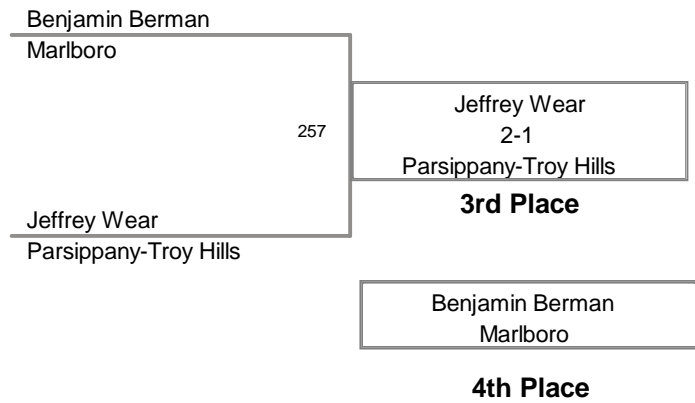 Benjamin Berman
Marlboro
257
Jeffrey Wear
2-1
Parsippany-Troy Hills
3rd Place
Jeffrey Wear
Parsippany-Troy Hills
Benjamin Berman
Marlboro
4th Place